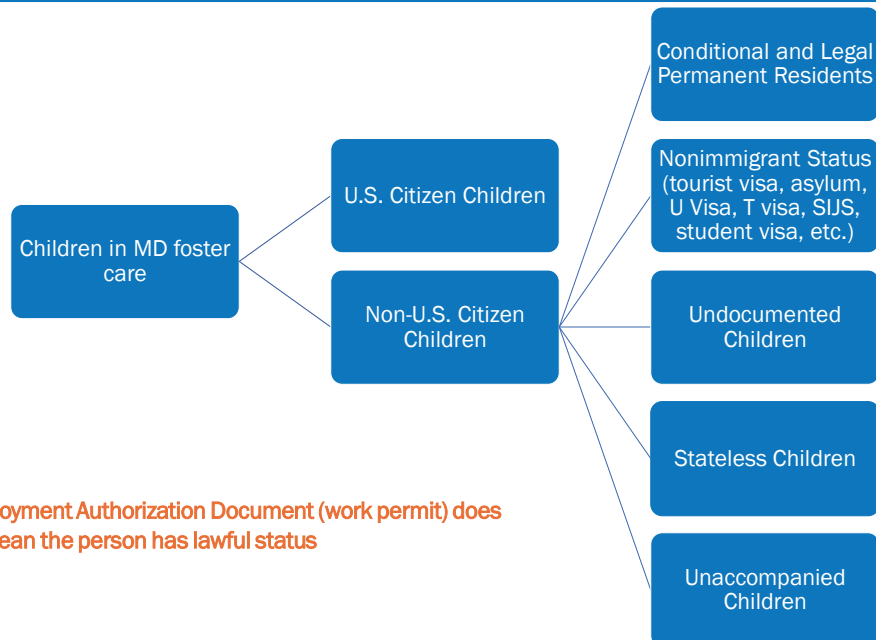 Children in MD foster
care
U.S. Citizen Children
Non-U.S. Citizen
Children
Conditional and Legal
Permanent Residents
Nonimmigrant Status
(tourist visa, asylum,
U Visa, T visa, SIJS,
student visa, etc.)
Undocumented
Children
Stateless Children
Unaccompanied
Children
Authorization Document (work permit) does
the person has lawful status